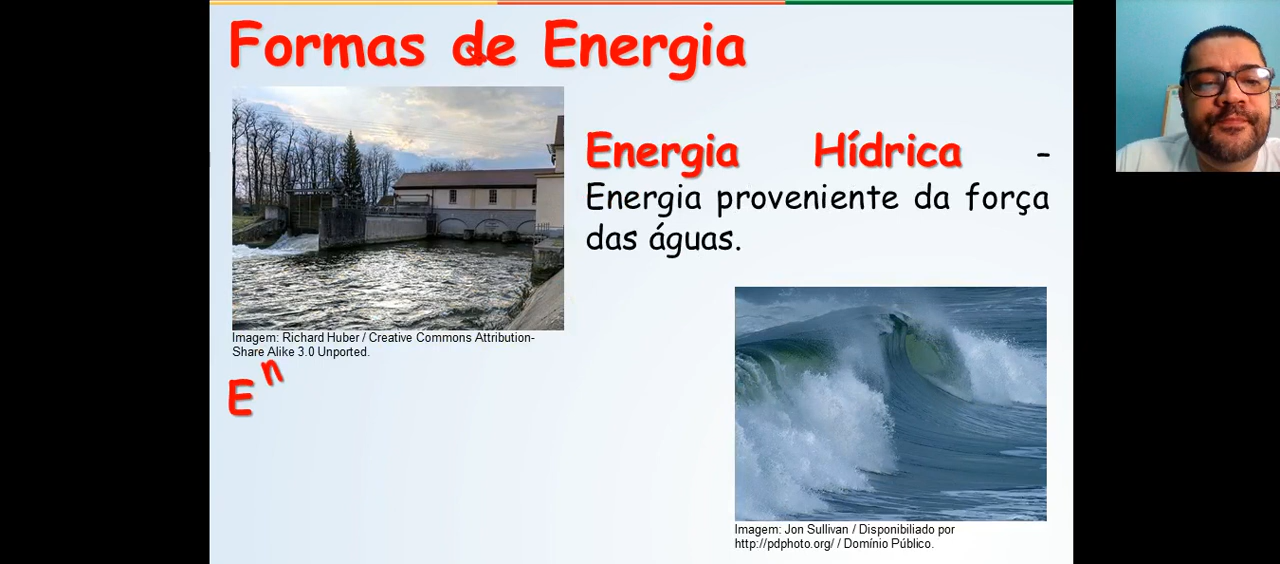 Formas de Energia
Energia Hídrica -
Energia proveniente da força
das águas.
Imagem: Richard Huber / Creative Commons Attribution-
Share Alike 3.0 Unported.
En
Imagem: Jon Sullivan / Disponibiliado por
http://pdphoto.org/ / Domínio Público.